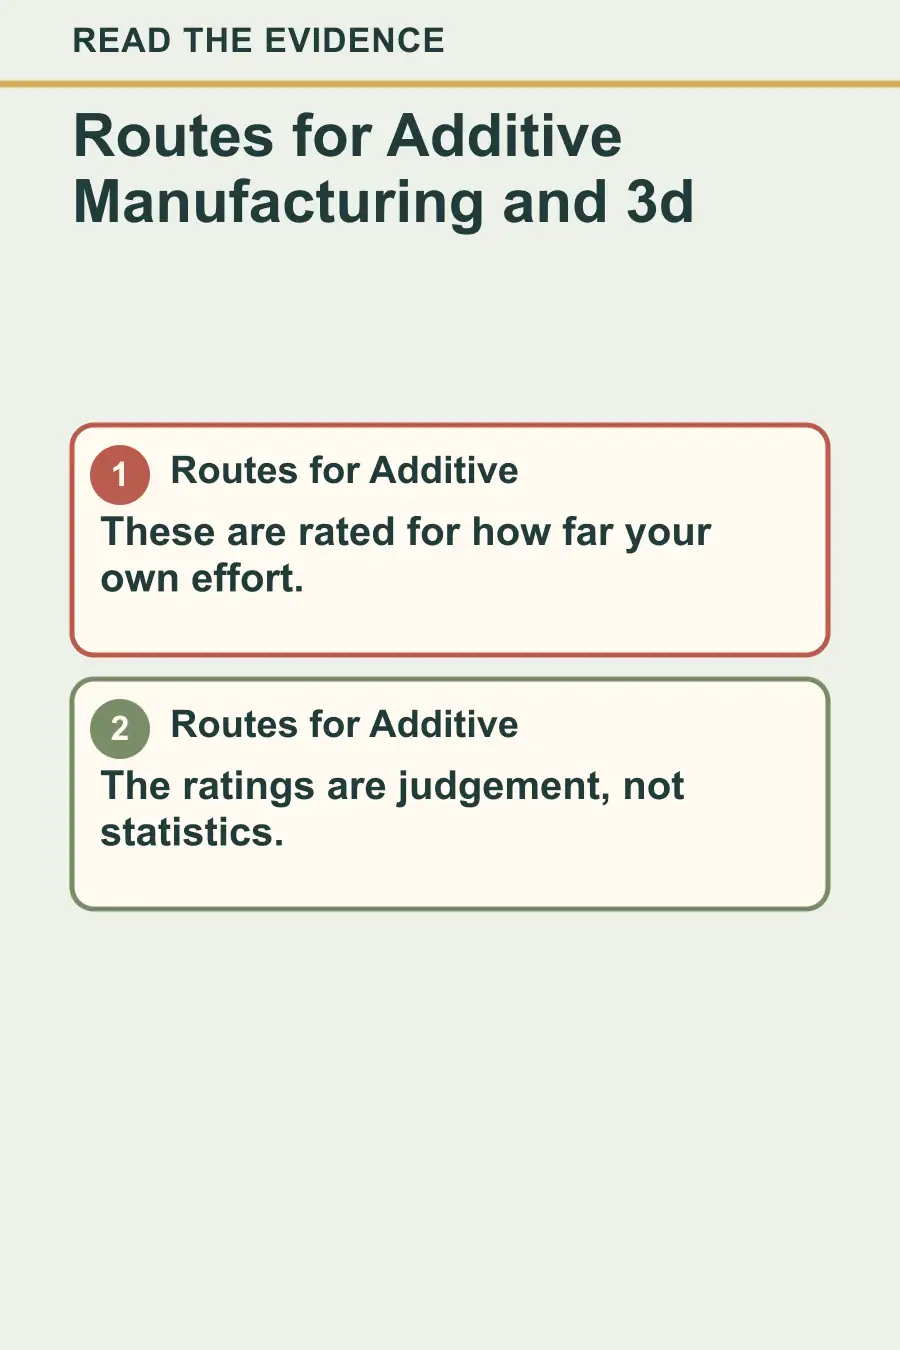 READ THE EVIDENCE
Routes for Additive
Manufacturing and 3d
1 Routes for Additive
These are rated for how far your
own effort.
2 Routes for Additive
The ratings are judgement, not
statistics.